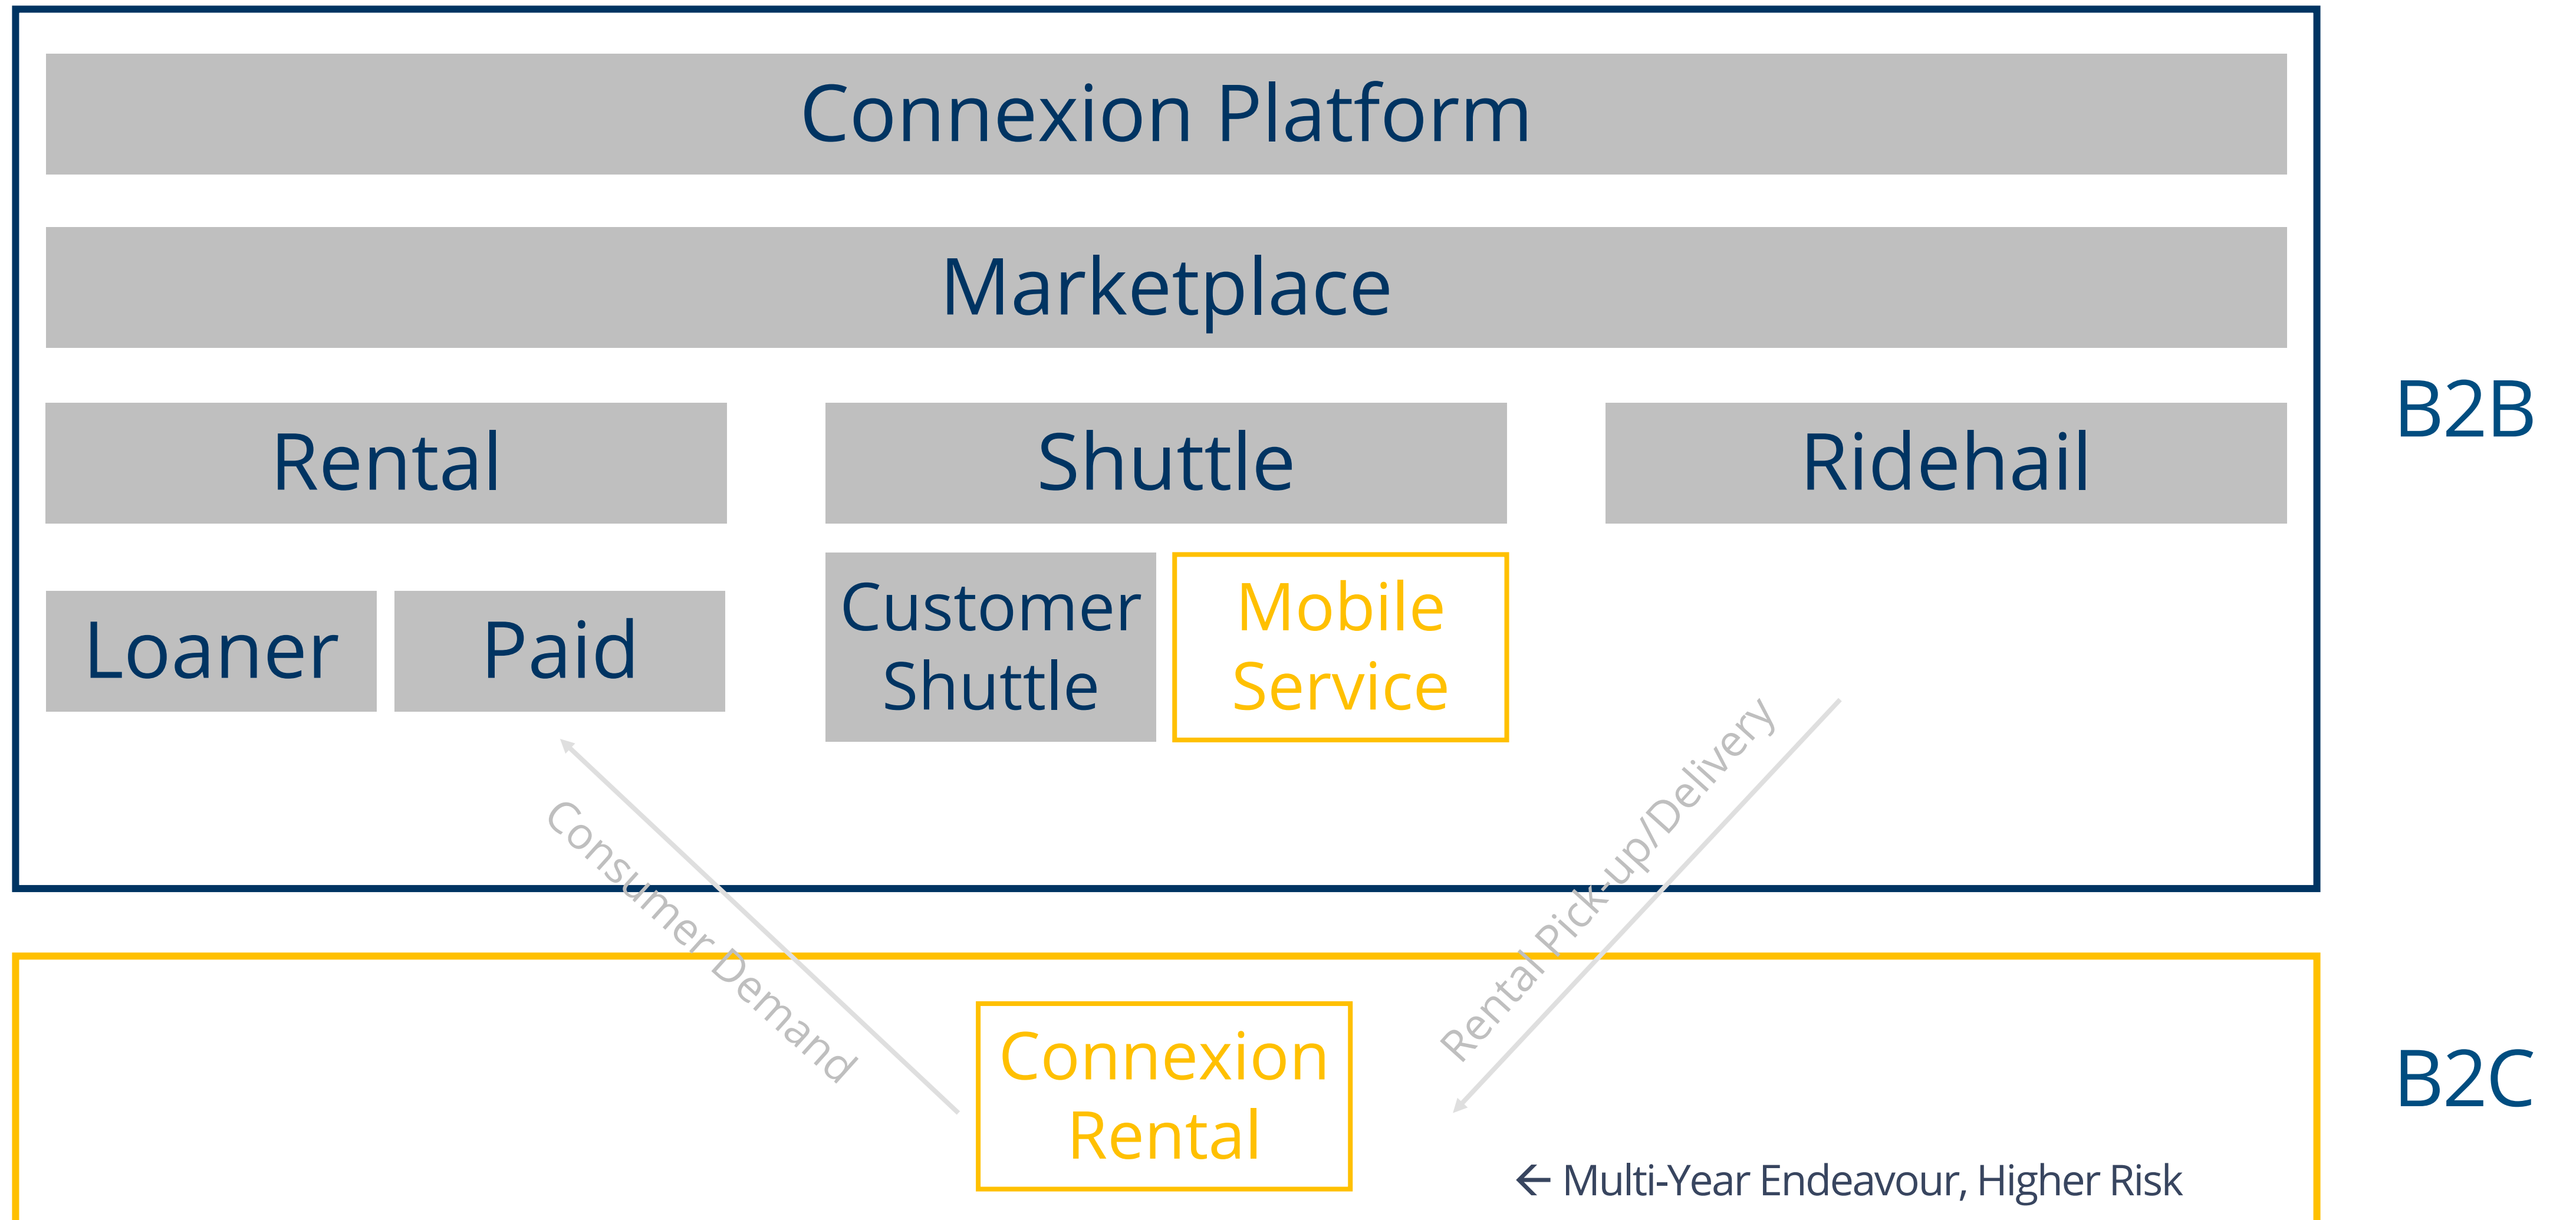 Connexion Platform
Marketplace
B2B
Rental
Shuttle
Ridehail
Loaner
Paid
Customer
Shuttle
Mobile
Service
Consumer Demand
Rental Pick-up/Delivery
Connexion
Rental
B2C
← Multi-Year Endeavour, Higher Risk